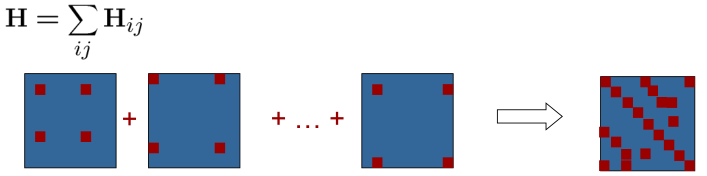 H = ∑ H_{ij}
ij
+ + ... +